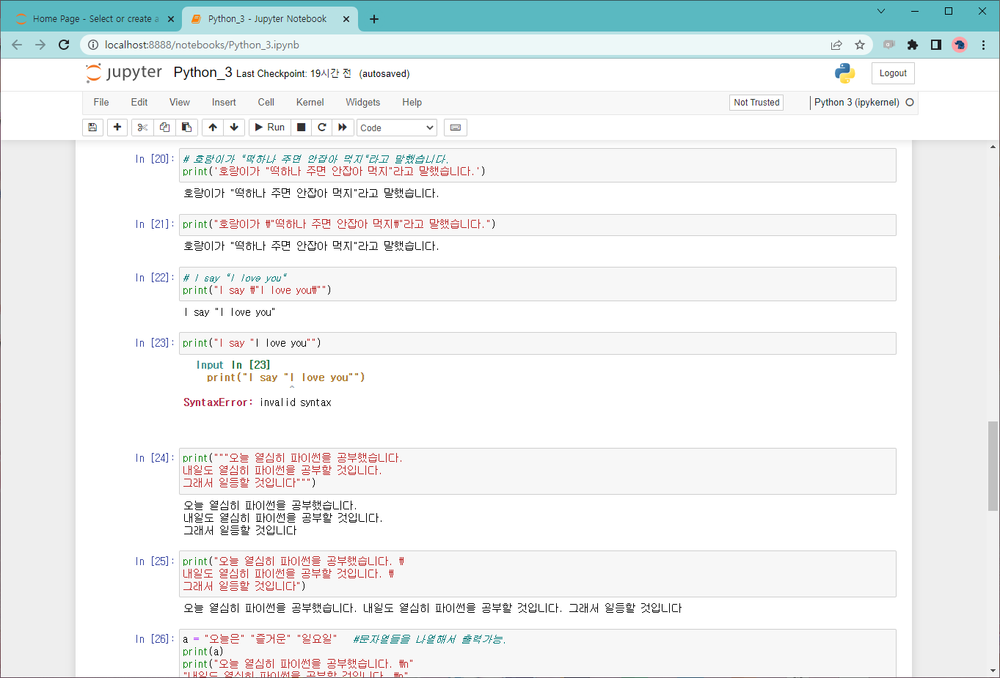 Home Page - Select or create a
Python_3 - Jupyter Notebook
localhost:8888/notebooks/Python_3.ipynb
jupyter Python_3 Last Checkpoint: 19시간 전 (autosaved)
Logout
File Edit View Insert Cell Kernel Widgets Help
Not Trusted
Python 3 (ipykernel)
Run
Code
In [20]: # 호랑이가 "떡하나 주면 안잡아 먹지"라고 말했습니다.
print('호랑이가 "떡하나 주면 안잡아 먹지"라고 말했습니다.')
호랑이가 "떡하나 주면 안잡아 먹지"라고 말했습니다.
In [21]: print("호랑이가 ₩"떡하나 주면 안잡아 먹지₩"라고 말했습니다.")
호랑이가 "떡하나 주면 안잡아 먹지"라고 말했습니다.
In [22]: # I say "I love you"
print("I say ₩"I love you₩"")
I say "I love you"
In [23]: print("I say "I love you"")
Input In [23]
print("I say "I love you"")
^
SyntaxError: invalid syntax
In [24]: print("""오늘 열심히 파이썬을 공부했습니다.
내일도 열심히 파이썬을 공부할 것입니다.
그래서 일등할 것입니다""")
오늘 열심히 파이썬을 공부했습니다.
내일도 열심히 파이썬을 공부할 것입니다.
그래서 일등할 것입니다
In [25]: print("오늘 열심히 파이썬을 공부했습니다. ₩
내일도 열심히 파이썬을 공부할 것입니다. ₩
그래서 일등할 것입니다")
오늘 열심히 파이썬을 공부했습니다. 내일도 열심히 파이썬을 공부할 것입니다. 그래서 일등할 것입니다
In [26]: a = "오늘은" "즐거운" "일요일" #문자열들을 나열해서 출력가능.
print(a)
print("오늘 열심히 파이썬을 공부했습니다. ₩n"
"내일도 열심히 파이썬을 공부할 것입니다. ₩n"